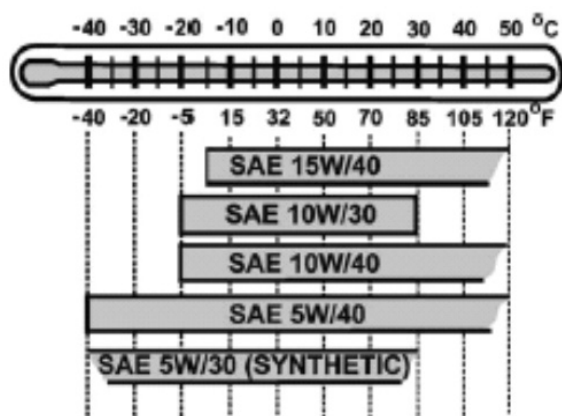 -40 -30 -20 -10 0 10 20 30 40 50 °C
-40 -20 -5 15 32 50 70 85 105 120 °F
SAE 15W/40
SAE 10W/30
SAE 10W/40
SAE 5W/40
SAE 5W/30 (SYNTHETIC)